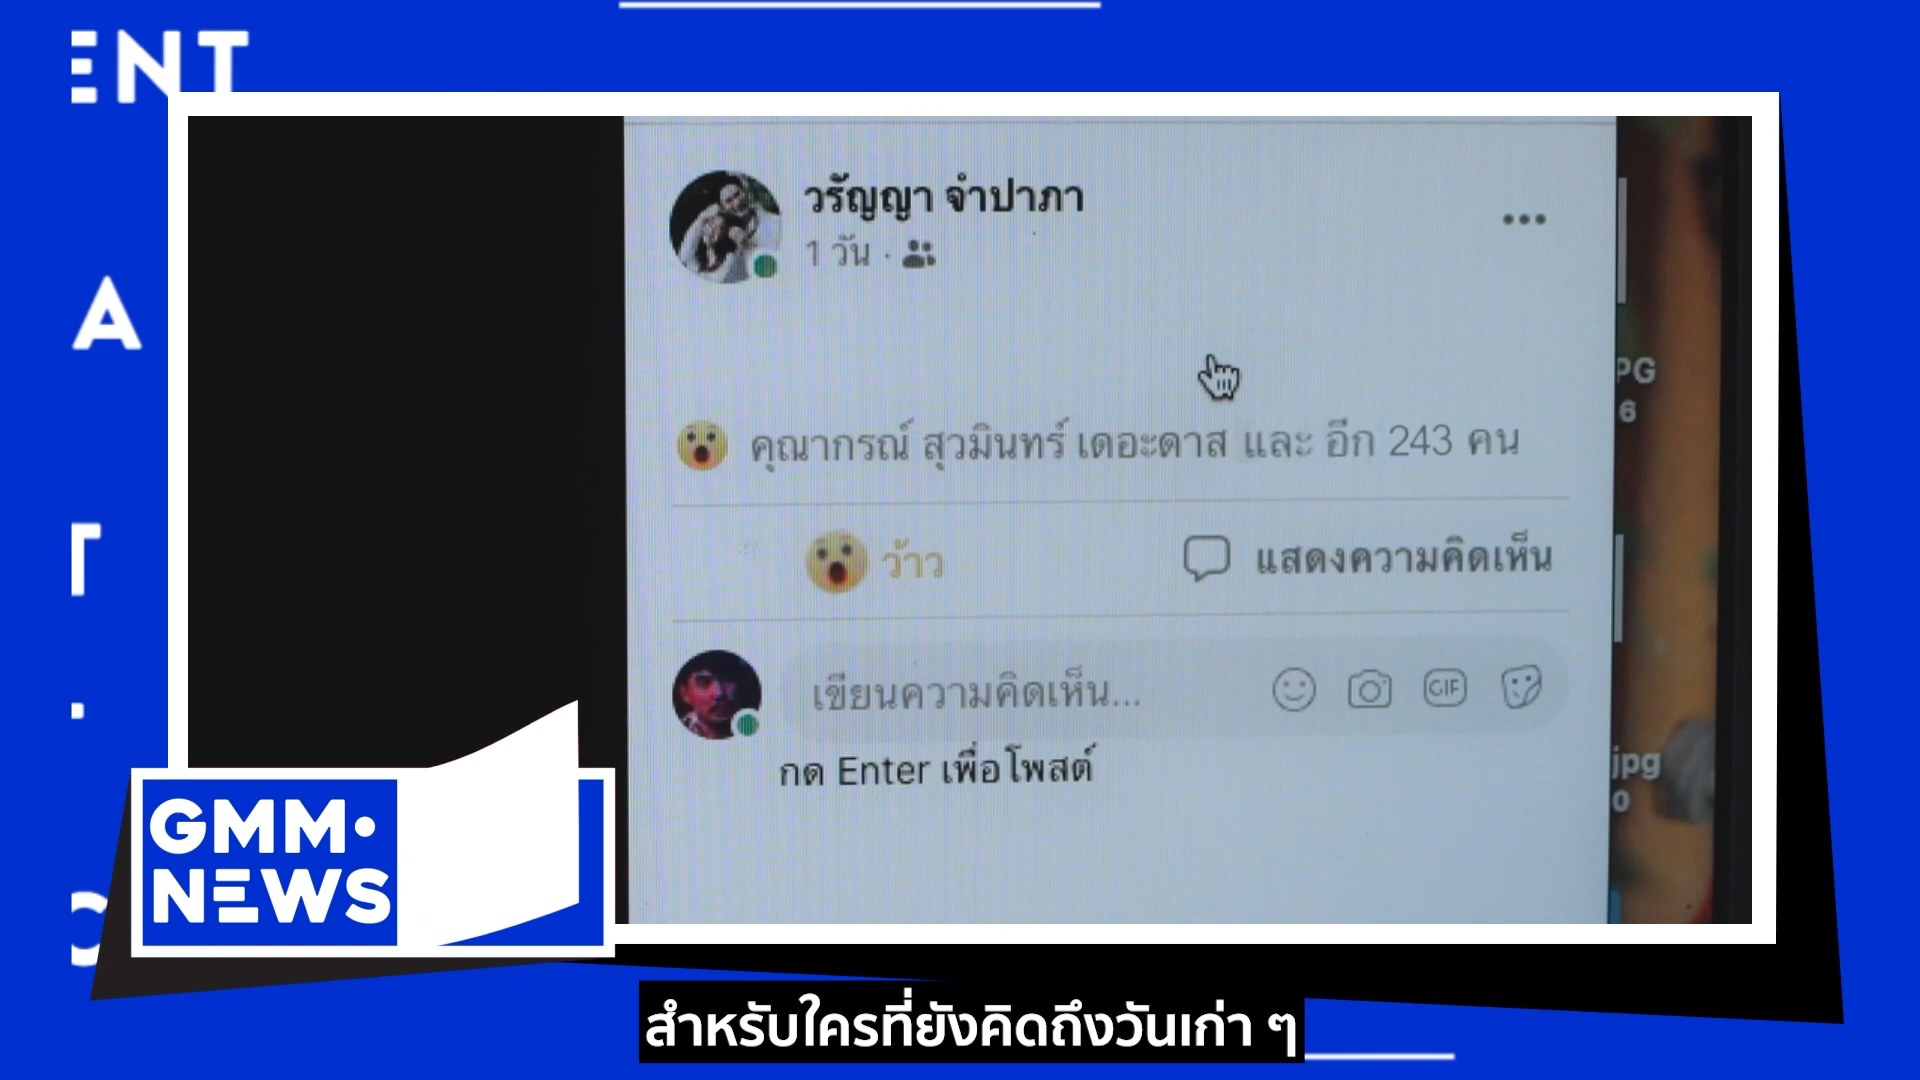 ENT
A
T
วรัญญา จำปาภา
1 วัน ·
PG
6
คุณากรณ์ สุวมินทร์ เดอะดาส และ อีก 243 คน
ว้าว
แสดงความคิดเห็น
เขียนความคิดเห็น...
GIF
jpg
0
กด Enter เพื่อโพสต์
GMM·
NEWS
สำหรับใครที่ยังคิดถึงวันเก่า ๆ